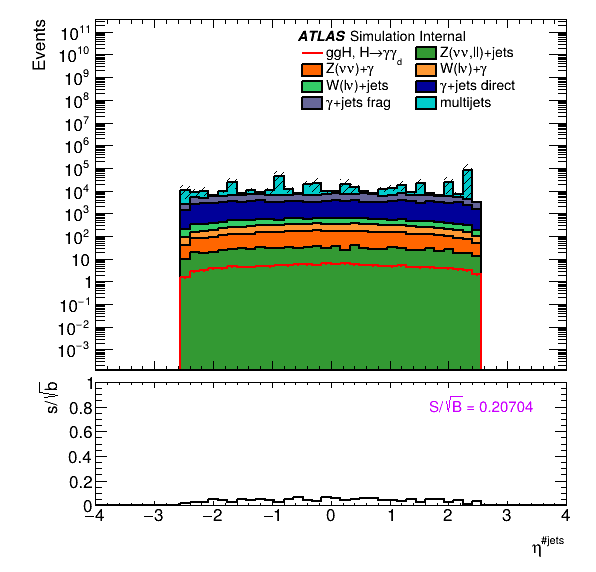 Events
ATLAS Simulation Internal
ggH, H→γγ_d
Z(νν,ll)+jets
Z(νν)+γ
W(lν)+γ
W(lν)+jets
γ+jets direct
γ+jets frag
multijets
10^11
10^10
10^9
10^8
10^7
10^6
10^5
10^4
10^3
10^2
10
1
10^−1
10^−2
10^−3
s/√b
S/√B = 0.20704
1
0.8
0.6
0.4
0.2
0
−4 −3 −2 −1 0 1 2 3 4
η^#jets